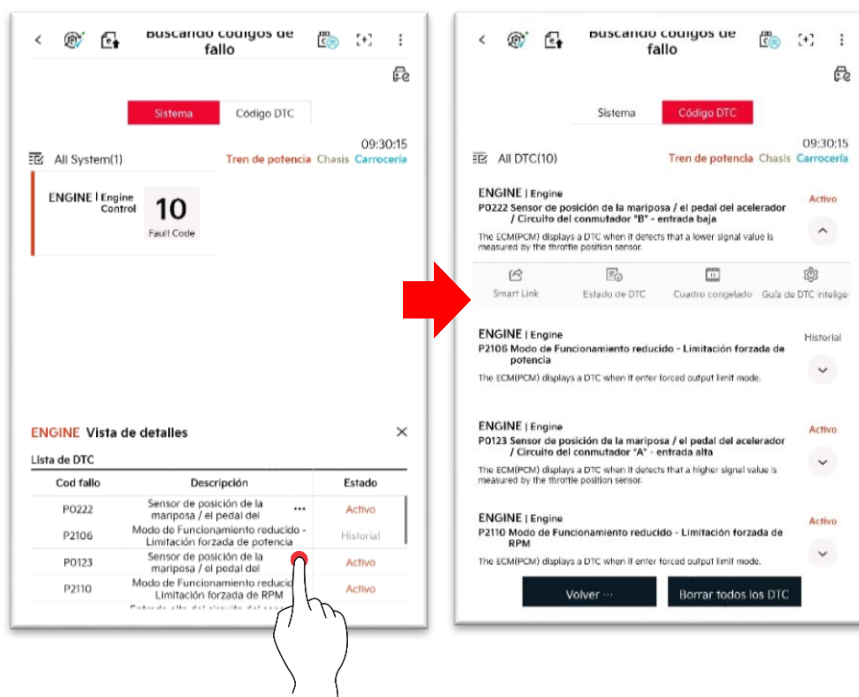 Buscando códigos de
fallo
Sistema
Código DTC
09:30:15
All System(1)
Tren de potencia Chasis Carrocería
ENGINE | Engine
Control
10
Fault Code
ENGINE Vista de detalles
Lista de DTC
Cod fallo Descripción Estado
P0222 Sensor de posición de la
mariposa / el pedal del ··· Activo
P2106 Modo de Funcionamiento reducido -
Limitación forzada de potencia Historial
P0123 Sensor de posición de la
mariposa / el pedal del Activo
P2110 Modo de Funcionamiento reducid
Limitación forzada de RPM Activo
Buscando códigos de
fallo
Sistema
Código DTC
09:30:15
All DTC(10)
Tren de potencia Chasis Carrocería
ENGINE | Engine
P0222 Sensor de posición de la mariposa / el pedal del acelerador
/ Circuito del conmutador "B" - entrada baja
Activo
The ECM(PCM) displays a DTC when it detects that a lower signal value is
measured by the throttle position sensor.
Smart Link Estado de DTC Cuadro congelado Guía de DTC intelige
ENGINE | Engine
P2106 Modo de Funcionamiento reducido - Limitación forzada de
potencia
Historial
The ECM(PCM) displays a DTC when it enter forced output limit mode.
ENGINE | Engine
P0123 Sensor de posición de la mariposa / el pedal del acelerador
/ Circuito del conmutador "A" - entrada alta
Activo
The ECM(PCM) displays a DTC when it detects that a higher signal value is
measured by the throttle position sensor.
ENGINE | Engine
P2110 Modo de Funcionamiento reducido - Limitación forzada de
RPM
Activo
The ECM(PCM) displays a DTC when it enter forced output limit mode.
Volver ···
Borrar todos los DTC